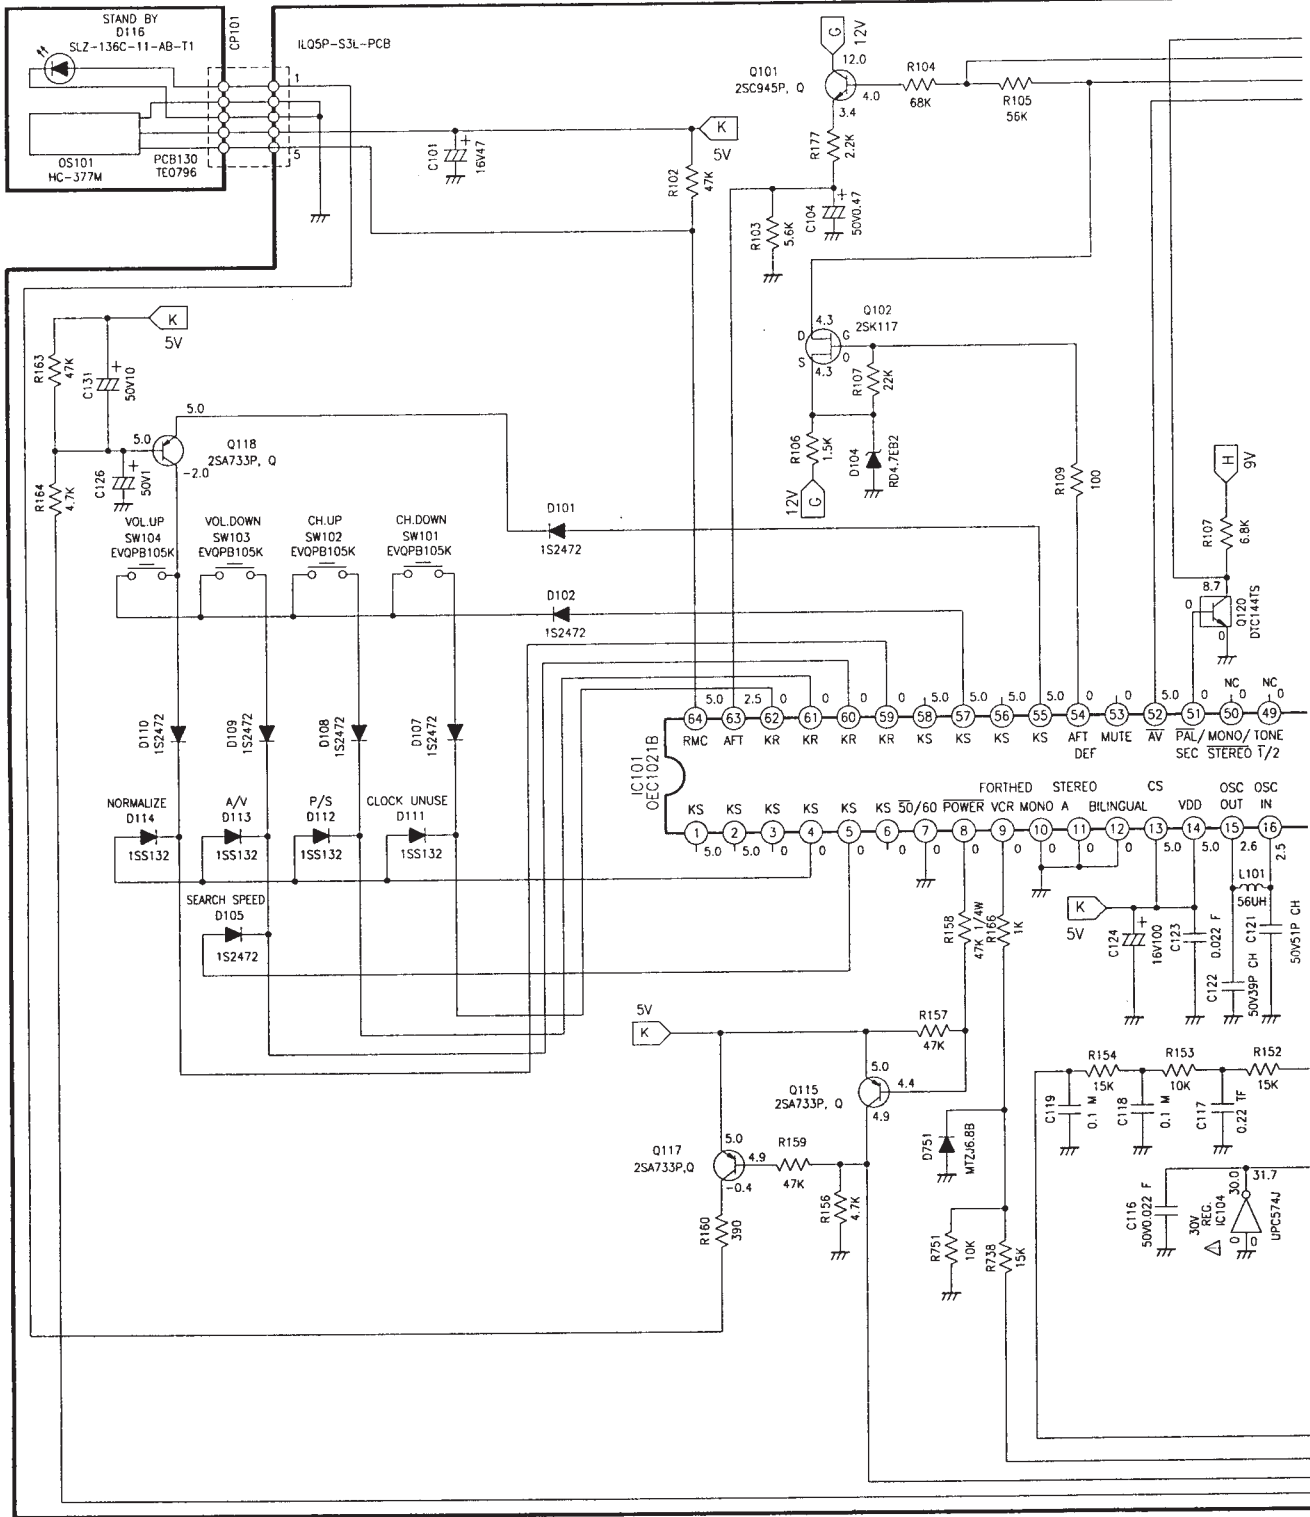 STAND BY
D116
SLZ-136C-11-AB-T1
CP101
ILQ5P-S3L-PCB
1
5
OS101
HC-377M
PCB130
TE0796
C101
16V47
R102
47K
K
5V
G
12V
Q101
2SC945P, Q
12.0
4.0
3.4
R104
68K
R105
56K
R177
2.2K
R103
5.6K
C104
50V0.47
K
5V
R163
47K
C131
50V10
5.0
5.0
Q118
2SA733P, Q
-2.0
R164
4.7K
C126
50V1
Q102
2SK117
4.3
D
G
S
0
4.3
R107
22K
R106
1.5K
D104
RD4.7EB2
12V
G
R109
100
H
9V
R107
6.8K
8.7
0
0
Q120
DTC144TS
VOL.UP
SW104
EVQPB105K
VOL.DOWN
SW103
EVQPB105K
CH.UP
SW102
EVQPB105K
CH.DOWN
SW101
EVQPB105K
D101
1S2472
D102
1S2472
D110
1S2472
D109
1S2472
D108
1S2472
D107
1S2472
NORMALIZE
D114
1SS132
A/V
D113
1SS132
P/S
D112
1SS132
CLOCK UNUSE
D111
1SS132
SEARCH SPEED
D105
1S2472
IC101
OEC1021B
5.0 2.5 0 0 0 0 5.0 5.0 5.0 5.0 0 0 5.0 0 NC 0 NC 0
64 63 62 61 60 59 58 57 56 55 54 53 52 51 50 49
RMC AFT KR KR KR KR KS KS KS KS AFT MUTE AV PAL/ MONO/ TONE
DEF SEC STEREO 1/2
FORTHED STEREO CS OSC OSC
KS KS KS KS KS KS 50/60 POWER VCR MONO A BILINGUAL VDD OUT IN
1 2 3 4 5 6 7 8 9 10 11 12 13 14 15 16
5.0 5.0 0 0 0 0 0 0 0 0 0 0 5.0 5.0 2.6 2.5
R158
47K 1/4W
R166
1K
K
5V
C124
16V100
C123
0.022 F
L101
56UH
C122
50V39P CH
C121
50V51P CH
5V
K
R157
47K
5.0
4.4
4.9
Q115
2SA733P, Q
Q117
2SA733P,Q
5.0
4.9
-0.4
R159
47K
R156
4.7K
R160
390
D751
MTZJ6.8B
R751
10K
R738
15K
R154
15K
R153
10K
R152
15K
C119
0.1 M
C118
0.1 M
C117
0.22 TF
C116
50V0.022 F
30V
REG.
IC104
30.0
31.7
0
0
UPC574J